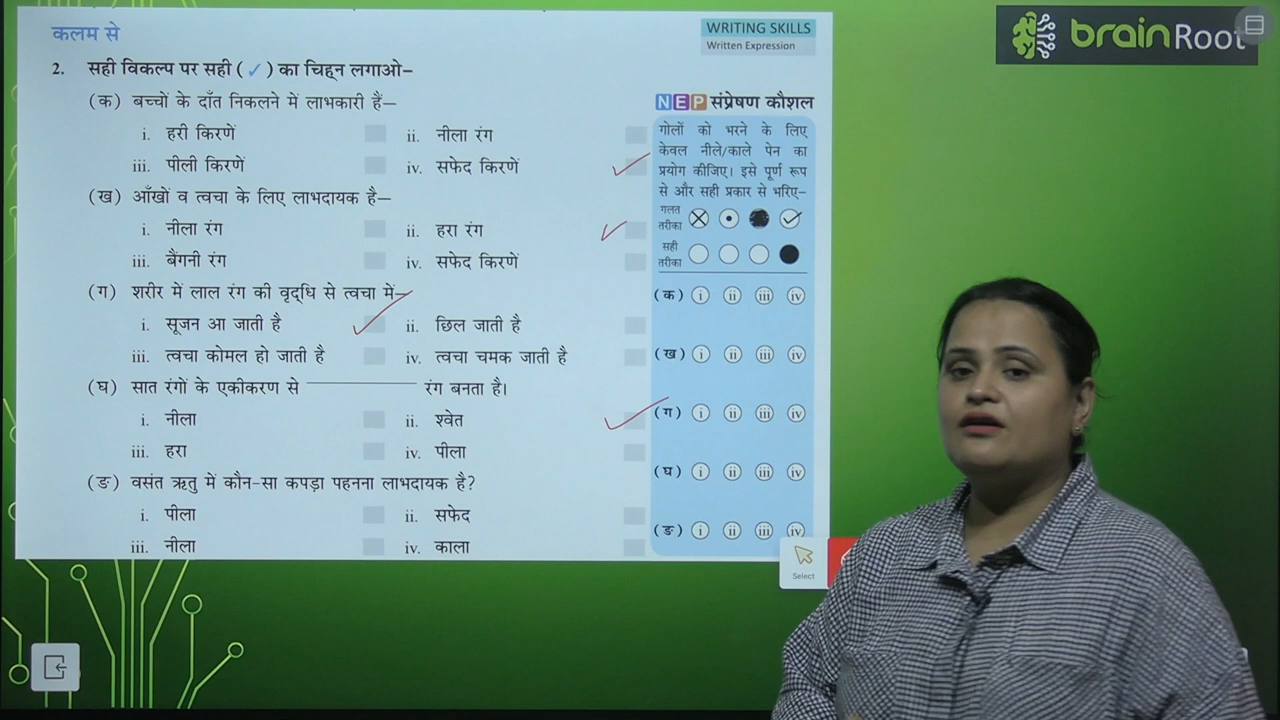 कलम से
WRITING SKILLS
Written Expression
brainRoot
2. सही विकल्प पर सही ( ✓ ) का चिह्न लगाओ–
(क) बच्चों के दाँत निकलने में लाभकारी हैं–
i. हरी किरणें ii. नीला रंग
iii. पीली किरणें iv. सफेद किरणें
(ख) आँखों व त्वचा के लिए लाभदायक है–
i. नीला रंग ii. हरा रंग
iii. बैंगनी रंग iv. सफेद किरणें
(ग) शरीर में लाल रंग की वृद्धि से त्वचा में–
i. सूजन आ जाती है ii. छिल जाती है
iii. त्वचा कोमल हो जाती है iv. त्वचा चमक जाती है
(घ) सात रंगों के एकीकरण से ________ रंग बनता है।
i. नीला ii. श्वेत
iii. हरा iv. पीला
(ङ) वसंत ऋतु में कौन-सा कपड़ा पहनना लाभदायक है?
i. पीला ii. सफेद
iii. नीला iv. काला
NEP संप्रेषण कौशल
गोलों को भरने के लिए
केवल नीले/काले पेन का
प्रयोग कीजिए। इसे पूर्ण रूप
से और सही प्रकार से भरिए–
गलत
तरीका
सही
तरीका
(क) i ii iii iv
(ख) i ii iii iv
(ग) i ii iii iv
(घ) i ii iii iv
(ङ) i ii iii iv
Select